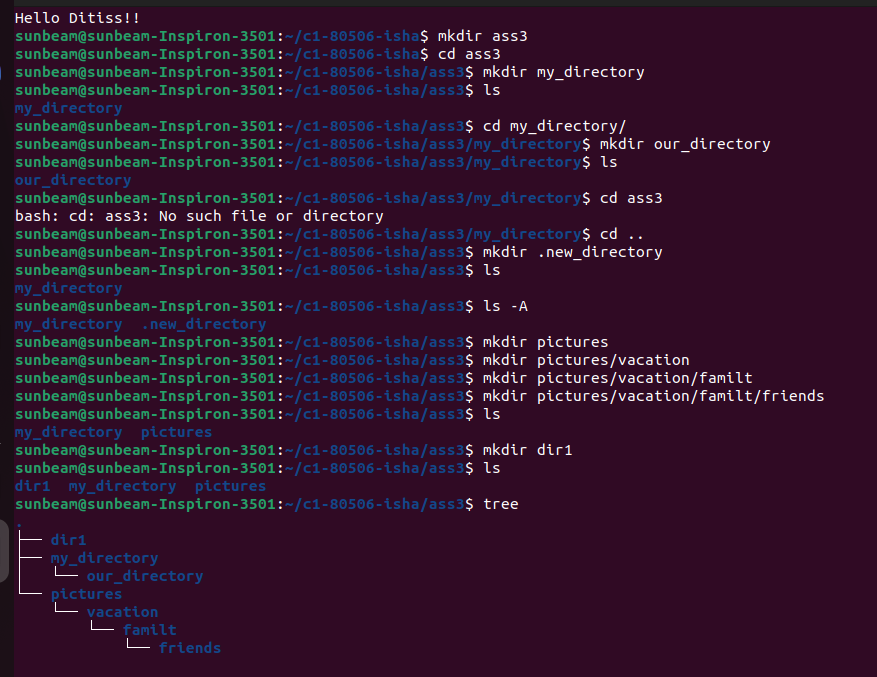 Hello Ditiss!!
sunbeam@sunbeam-Inspiron-3501:~/c1-80506-isha$ mkdir ass3
sunbeam@sunbeam-Inspiron-3501:~/c1-80506-isha$ cd ass3
sunbeam@sunbeam-Inspiron-3501:~/c1-80506-isha/ass3$ mkdir my_directory
sunbeam@sunbeam-Inspiron-3501:~/c1-80506-isha/ass3$ ls
my_directory
sunbeam@sunbeam-Inspiron-3501:~/c1-80506-isha/ass3$ cd my_directory/
sunbeam@sunbeam-Inspiron-3501:~/c1-80506-isha/ass3/my_directory$ mkdir our_directory
sunbeam@sunbeam-Inspiron-3501:~/c1-80506-isha/ass3/my_directory$ ls
our_directory
sunbeam@sunbeam-Inspiron-3501:~/c1-80506-isha/ass3/my_directory$ cd ass3
bash: cd: ass3: No such file or directory
sunbeam@sunbeam-Inspiron-3501:~/c1-80506-isha/ass3/my_directory$ cd ..
sunbeam@sunbeam-Inspiron-3501:~/c1-80506-isha/ass3$ mkdir .new_directory
sunbeam@sunbeam-Inspiron-3501:~/c1-80506-isha/ass3$ ls
my_directory
sunbeam@sunbeam-Inspiron-3501:~/c1-80506-isha/ass3$ ls -A
my_directory  .new_directory
sunbeam@sunbeam-Inspiron-3501:~/c1-80506-isha/ass3$ mkdir pictures
sunbeam@sunbeam-Inspiron-3501:~/c1-80506-isha/ass3$ mkdir pictures/vacation
sunbeam@sunbeam-Inspiron-3501:~/c1-80506-isha/ass3$ mkdir pictures/vacation/familt
sunbeam@sunbeam-Inspiron-3501:~/c1-80506-isha/ass3$ mkdir pictures/vacation/familt/friends
sunbeam@sunbeam-Inspiron-3501:~/c1-80506-isha/ass3$ ls
my_directory  pictures
sunbeam@sunbeam-Inspiron-3501:~/c1-80506-isha/ass3$ mkdir dir1
sunbeam@sunbeam-Inspiron-3501:~/c1-80506-isha/ass3$ ls
dir1  my_directory  pictures
sunbeam@sunbeam-Inspiron-3501:~/c1-80506-isha/ass3$ tree
.
├── dir1
├── my_directory
│   └── our_directory
└── pictures
    └── vacation
        └── familt
            └── friends